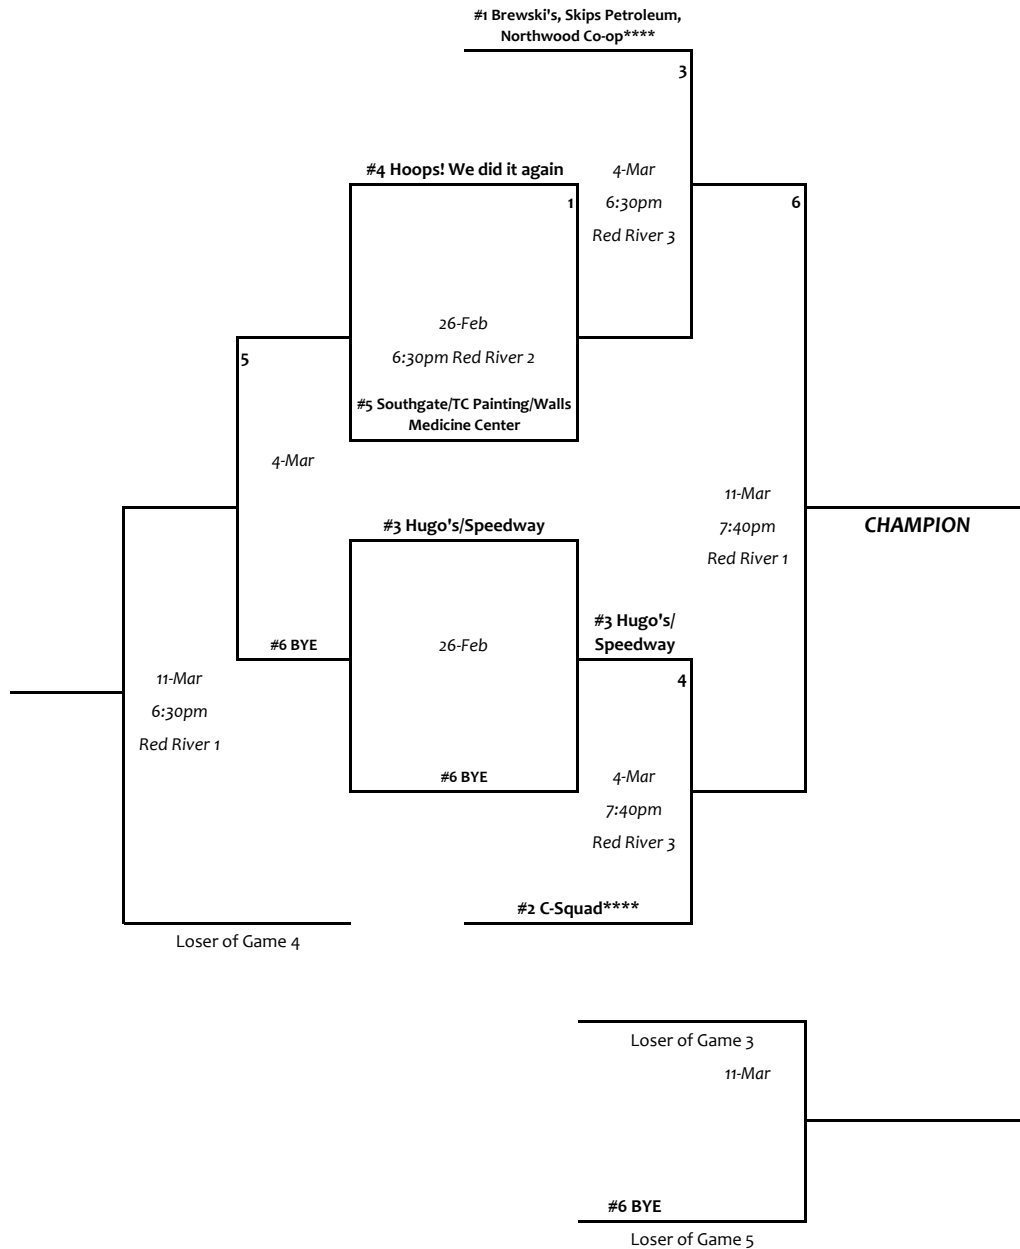 #1 Brewski's, Skips Petroleum,
Northwood Co-op****
3
#4 Hoops! We did it again
4-Mar
1
6:30pm
6
Red River 3
26-Feb
5
6:30pm Red River 2
#5 Southgate/TC Painting/Walls
Medicine Center
4-Mar
11-Mar
#3 Hugo's/Speedway
7:40pm
CHAMPION
Red River 1
#3 Hugo's/
Speedway
#6 BYE
26-Feb
11-Mar
4
6:30pm
Red River 1
#6 BYE
4-Mar
7:40pm
Red River 3
#2 C-Squad****
Loser of Game 4
Loser of Game 3
11-Mar
#6 BYE
Loser of Game 5